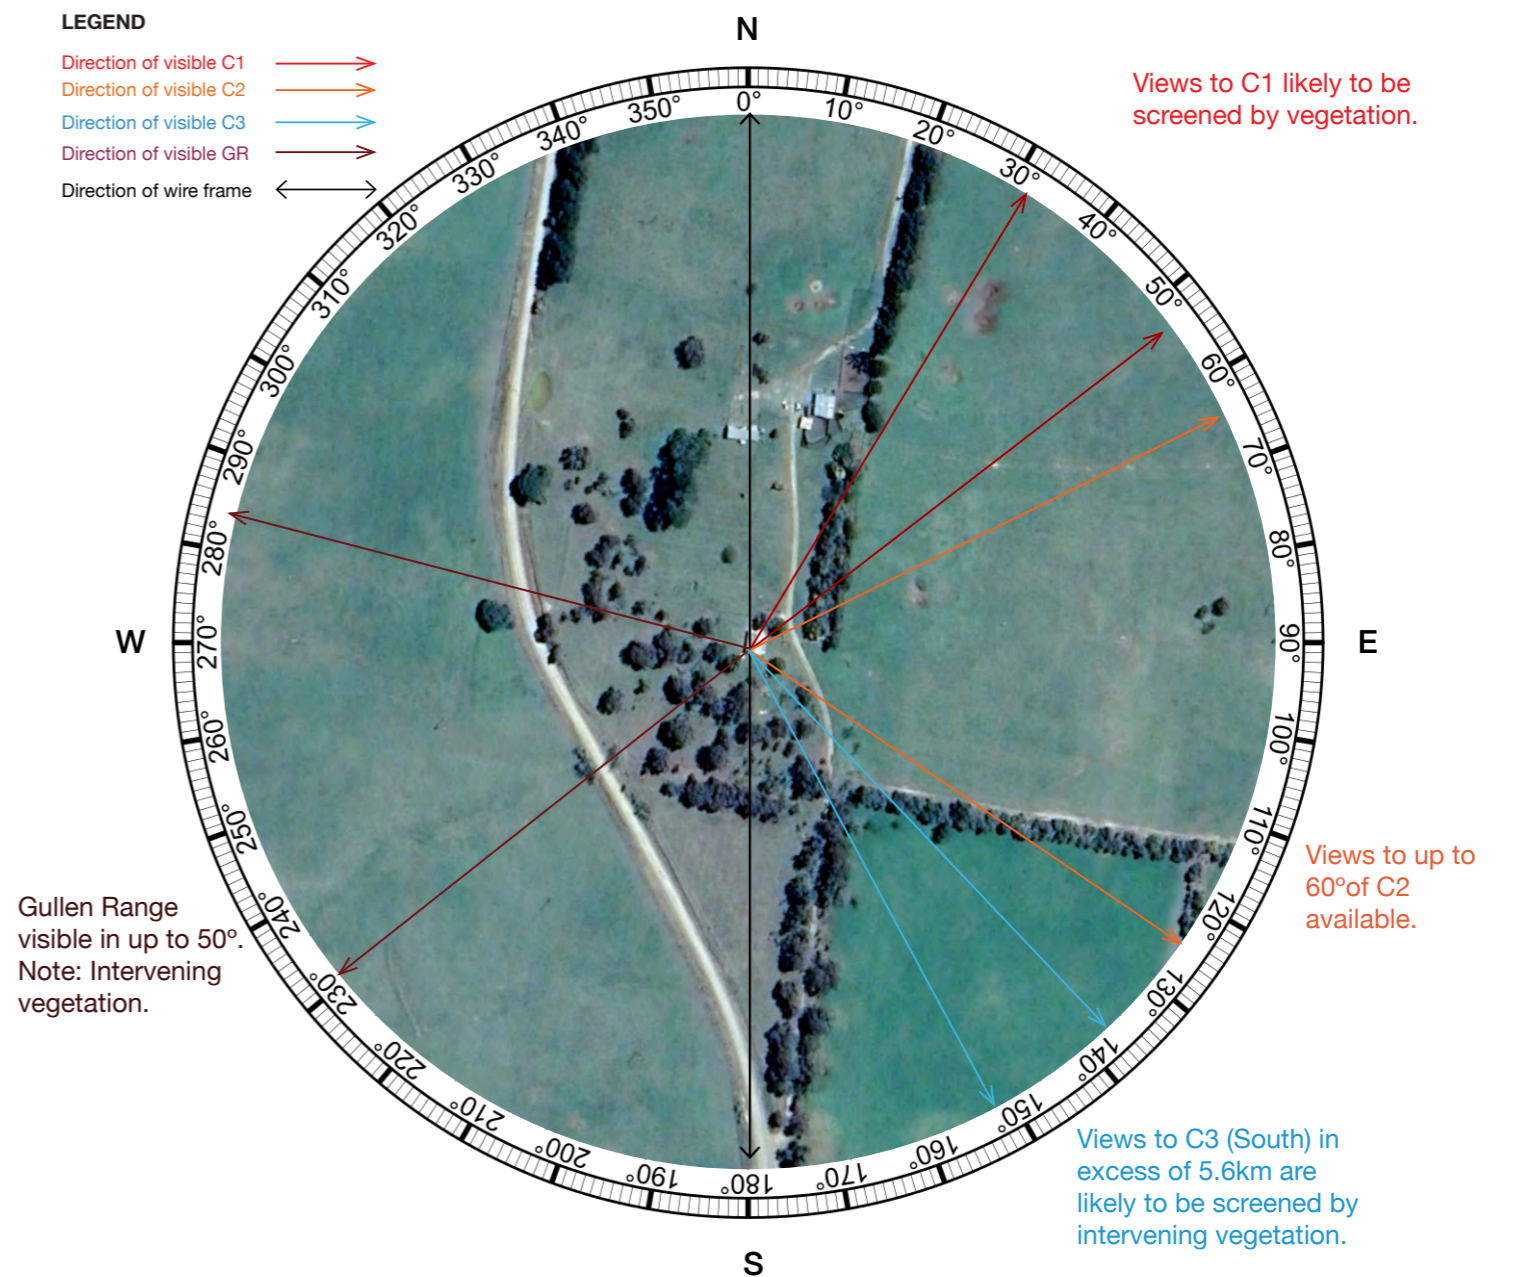 LEGEND
Direction of visible C1
Direction of visible C2
Direction of visible C3
Direction of visible GR
Direction of wire frame
N
Views to C1 likely to be
screened by vegetation.
0°
10°
20°
30°
40°
50°
60°
70°
80°
90°
E
100°
110°
120°
130°
140°
150°
160°
170°
180°
S
190°
200°
210°
220°
230°
240°
250°
260°
270°
W
280°
290°
300°
310°
320°
330°
340°
350°
Views to up to
60ºof C2
available.
Gullen Range
visible in up to 50º.
Note: Intervening
vegetation.
Views to C3 (South) in
excess of 5.6km are
likely to be screened by
intervening vegetation.